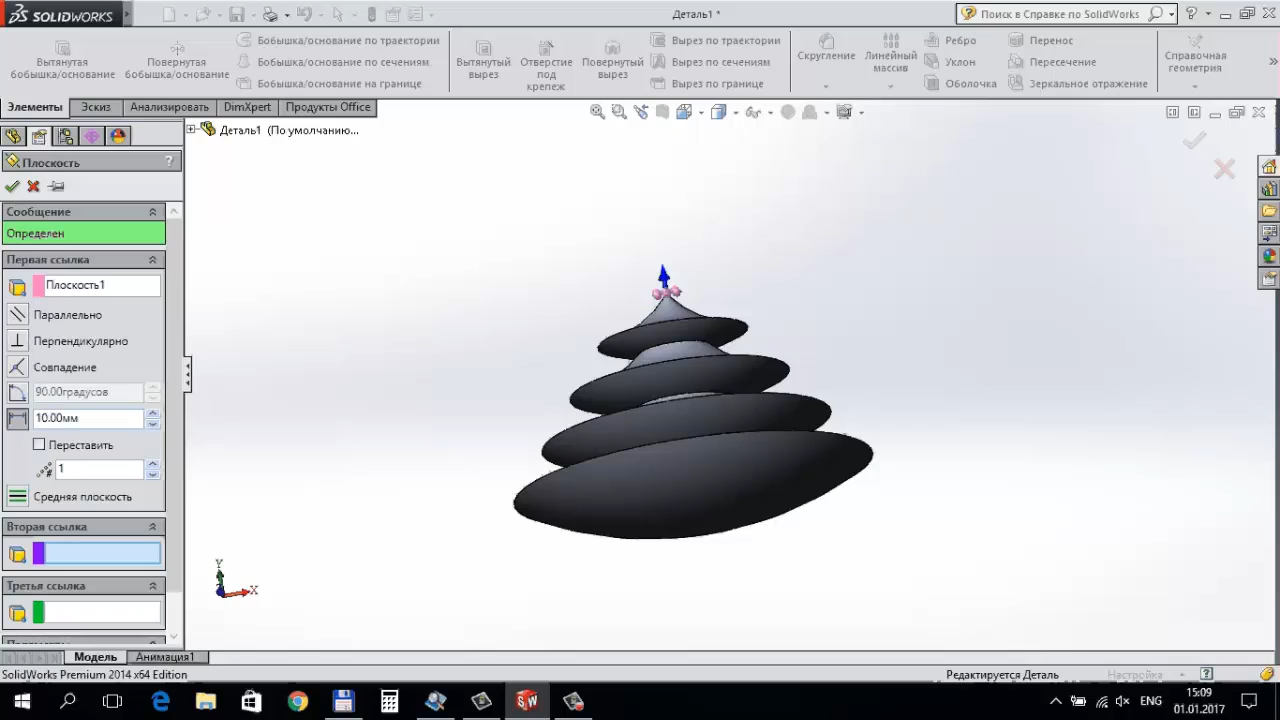 SOLIDWORKS
Деталь1 *
Поиск в Справке по SolidWorks
?
Вытянутая бобышка/основание
Повернутая бобышка/основание
Бобышка/основание по траектории
Бобышка/основание по сечениям
Бобышка/основание на границе
Вытянутый вырез
Отверстие под крепеж
Повернутый вырез
Вырез по траектории
Вырез по сечениям
Вырез по границе
Скругление
Линейный массив
Ребро
Уклон
Оболочка
Перенос
Пересечение
Зеркальное отражение
Справочная геометрия
»
Элементы
Эскиз
Анализировать
DimXpert
Продукты Office
Деталь1 (По умолчанию...
Плоскость
?
Сообщение
Определен
Первая ссылка
Плоскость1
Параллельно
Перпендикулярно
Совпадение
90.00градусов
10.00мм
Переставить
1
Средняя плоскость
Вторая ссылка
Третья ссылка
Y
X
Модель
Анимация1
SolidWorks Premium 2014 x64 Edition
Редактируется Деталь
Настройка
?
ENG
15:09
01.01.2017